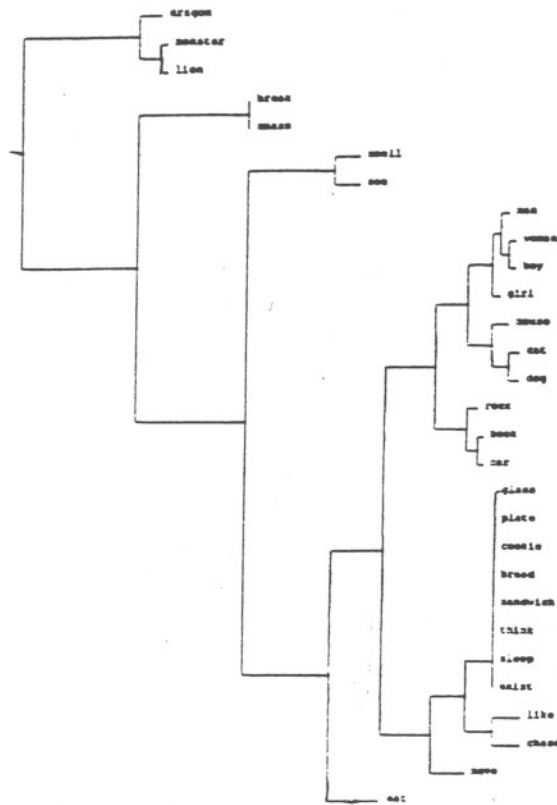 dragon
monster
lion
break
smash
smell
see
man
woman
boy
girl
mouse
cat
dog
rock
book
car
glass
plate
cookie
bread
sandwich
think
sleep
exist
like
chase
move
eat